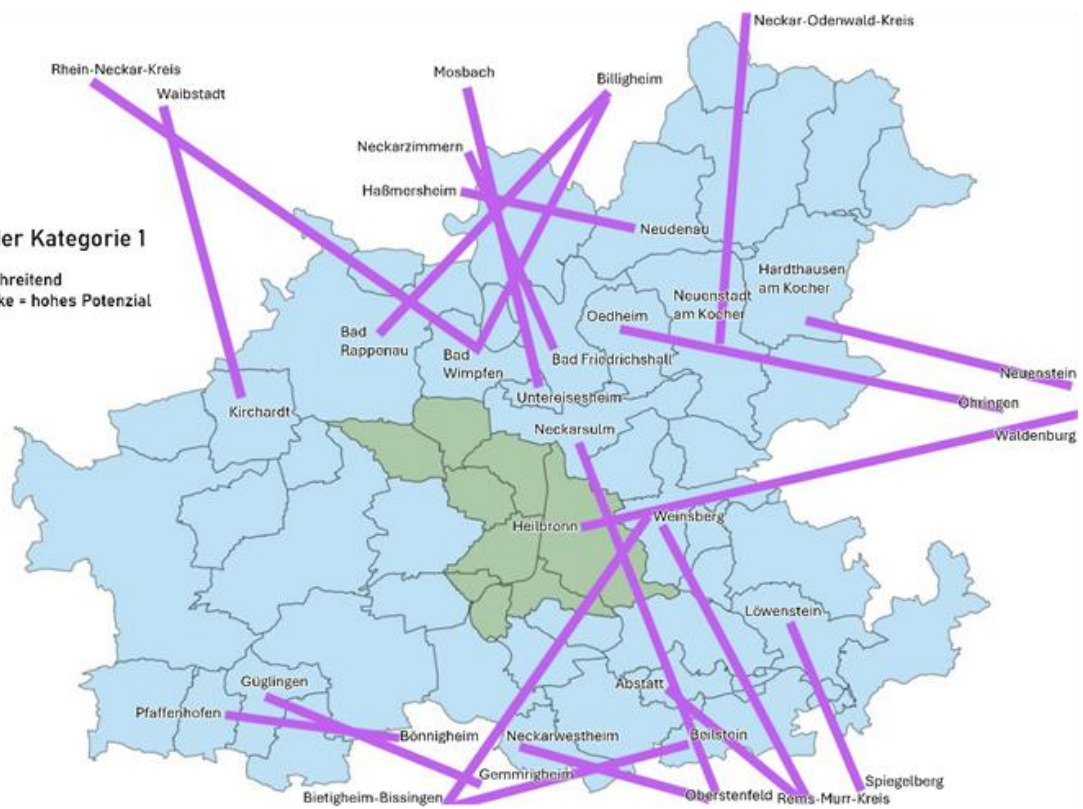 Neckar-Odenwald-Kreis
Rhein-Neckar-Kreis
Mosbach
Billigheim
Waibstadt
Neckarzimmern
Haßmersheim
Neudenau
der Kategorie 1
hreitend
ke = hohes Potenzial
Hardthausen
am Kocher
Neuenstadt
am Kocher
Oedheim
Bad
Rappenau
Bad
Wimpfen
Bad Friedrichshall
Neuenstein
Untereisesheim
Öhringen
Kirchardt
Neckarsulm
Waldenburg
Heilbronn
Weinsberg
Löwenstein
Güglingen
Abstatt
Pfaffenhofen
Bönnigheim
Neckarwestheim
Beilstein
Gemmrigheim
Spiegelberg
Bietigheim-Bissingen
Oberstenfeld
Rems-Murr-Kreis